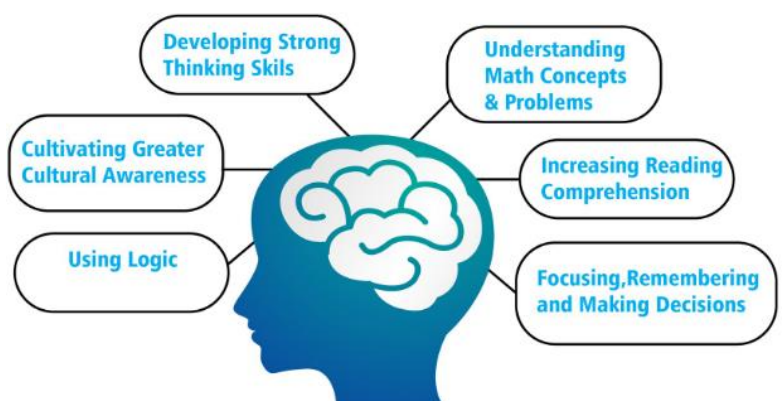 Developing Strong
Thinking Skils
Understanding
Math Concepts
& Problems
Cultivating Greater
Cultural Awareness
Increasing Reading
Comprehension
Using Logic
Focusing,Remembering
and Making Decisions